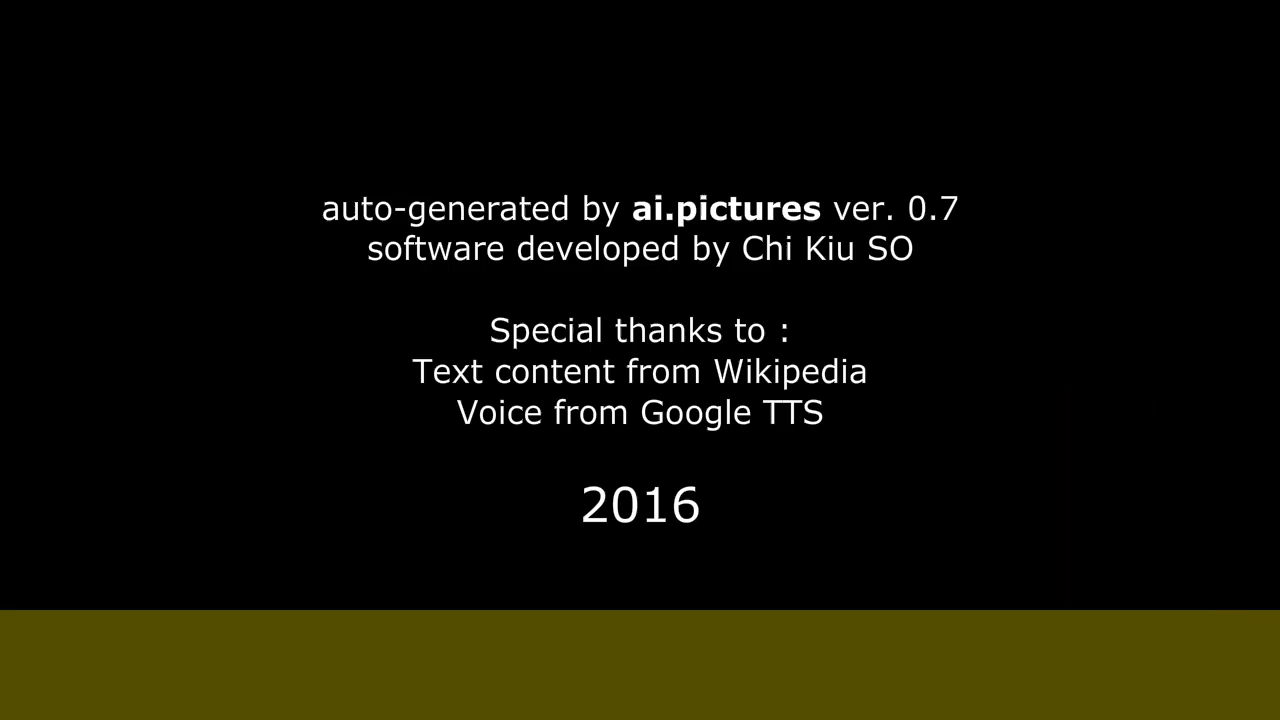 auto-generated by ai.pictures ver. 0.7
software developed by Chi Kiu SO
Special thanks to :
Text content from Wikipedia
Voice from Google TTS
2016